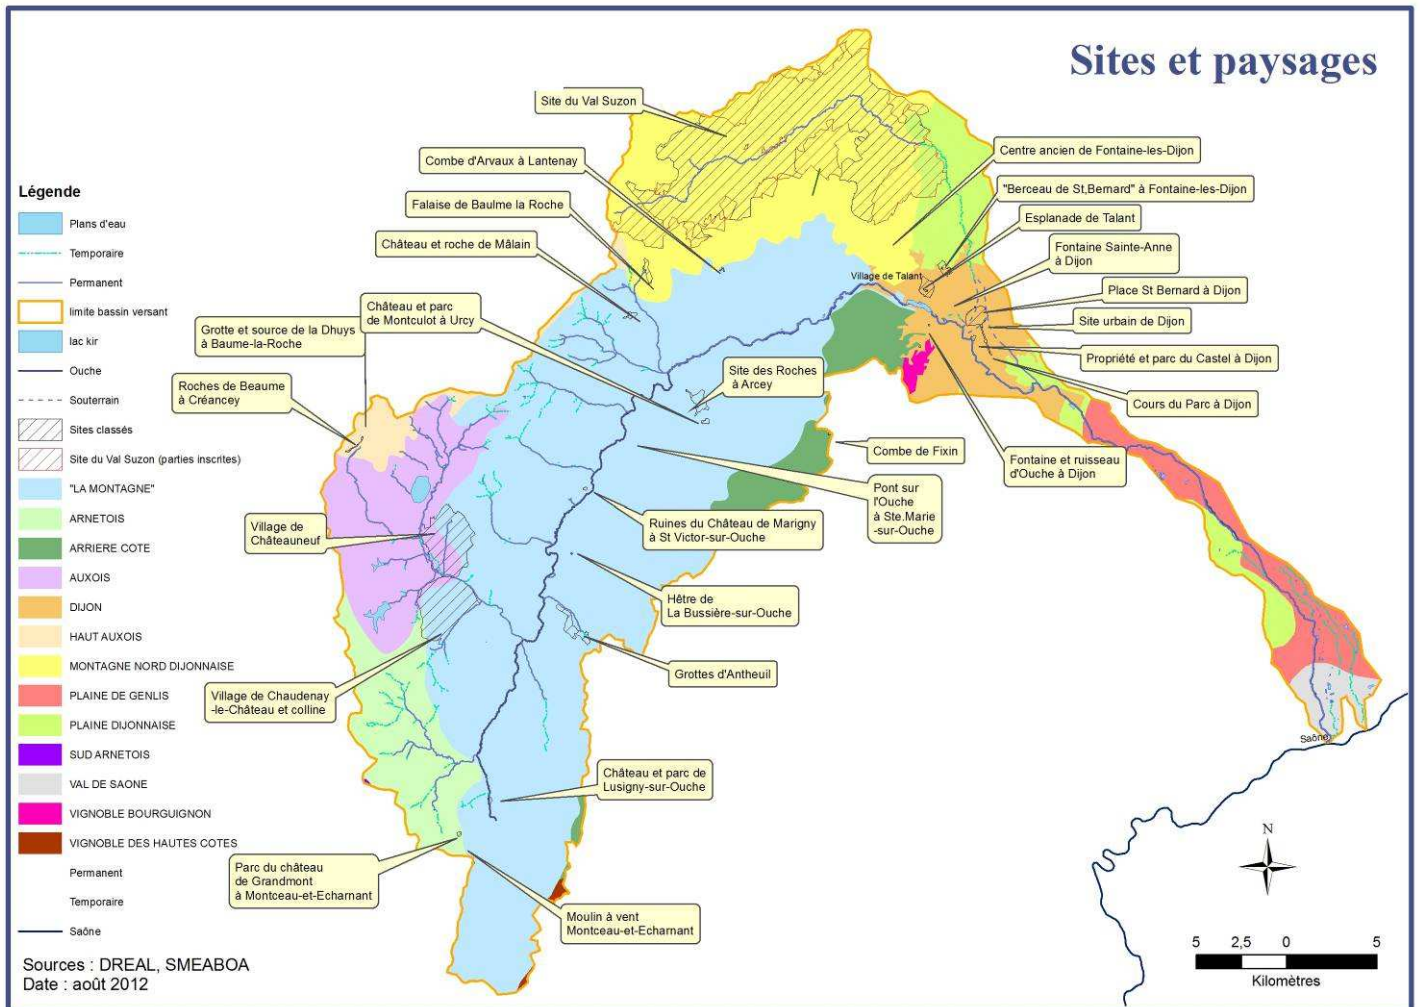 Sites et paysages
Site du Val Suzon
Combe d'Arvaux à Lantenay
Falaise de Baulme la Roche
Château et roche de Mâlain
Château et parc
de Montculot à Urcy
Grotte et source de la Dhuys
à Baume-la-Roche
Roches de Beaume
à Créancey
Centre ancien de Fontaine-les-Dijon
"Berceau de St,Bernard" à Fontaine-les-Dijon
Esplanade de Talant
Fontaine Sainte-Anne
à Dijon
Village de Talant
Place St Bernard à Dijon
Site urbain de Dijon
Propriété et parc du Castel à Dijon
Cours du Parc à Dijon
Site des Roches
à Arcey
Combe de Fixin
Fontaine et ruisseau
d'Ouche à Dijon
Pont sur
l'Ouche
à Ste.Marie
-sur-Ouche
Village de
Châteauneuf
Ruines du Château de Marigny
à St Victor-sur-Ouche
Hêtre de
La Bussière-sur-Ouche
Grottes d'Antheuil
Village de Chaudenay
-le-Château et colline
Château et parc de
Lusigny-sur-Ouche
Parc du château
de Grandmont
à Montceau-et-Echarnant
Moulin à vent
Montceau-et-Echarnant
Saône
Légende
Plans d'eau
Temporaire
Permanent
limite bassin versant
lac kir
Ouche
Souterrain
Sites classés
Site du Val Suzon (parties inscrites)
"LA MONTAGNE"
ARNETOIS
ARRIERE COTE
AUXOIS
DIJON
HAUT AUXOIS
MONTAGNE NORD DIJONNAISE
PLAINE DE GENLIS
PLAINE DIJONNAISE
SUD ARNETOIS
VAL DE SAONE
VIGNOBLE BOURGUIGNON
VIGNOBLE DES HAUTES COTES
Permanent
Temporaire
Saône
Sources : DREAL, SMEABOA
Date : août 2012
N
5 2,5 0 5
Kilomètres